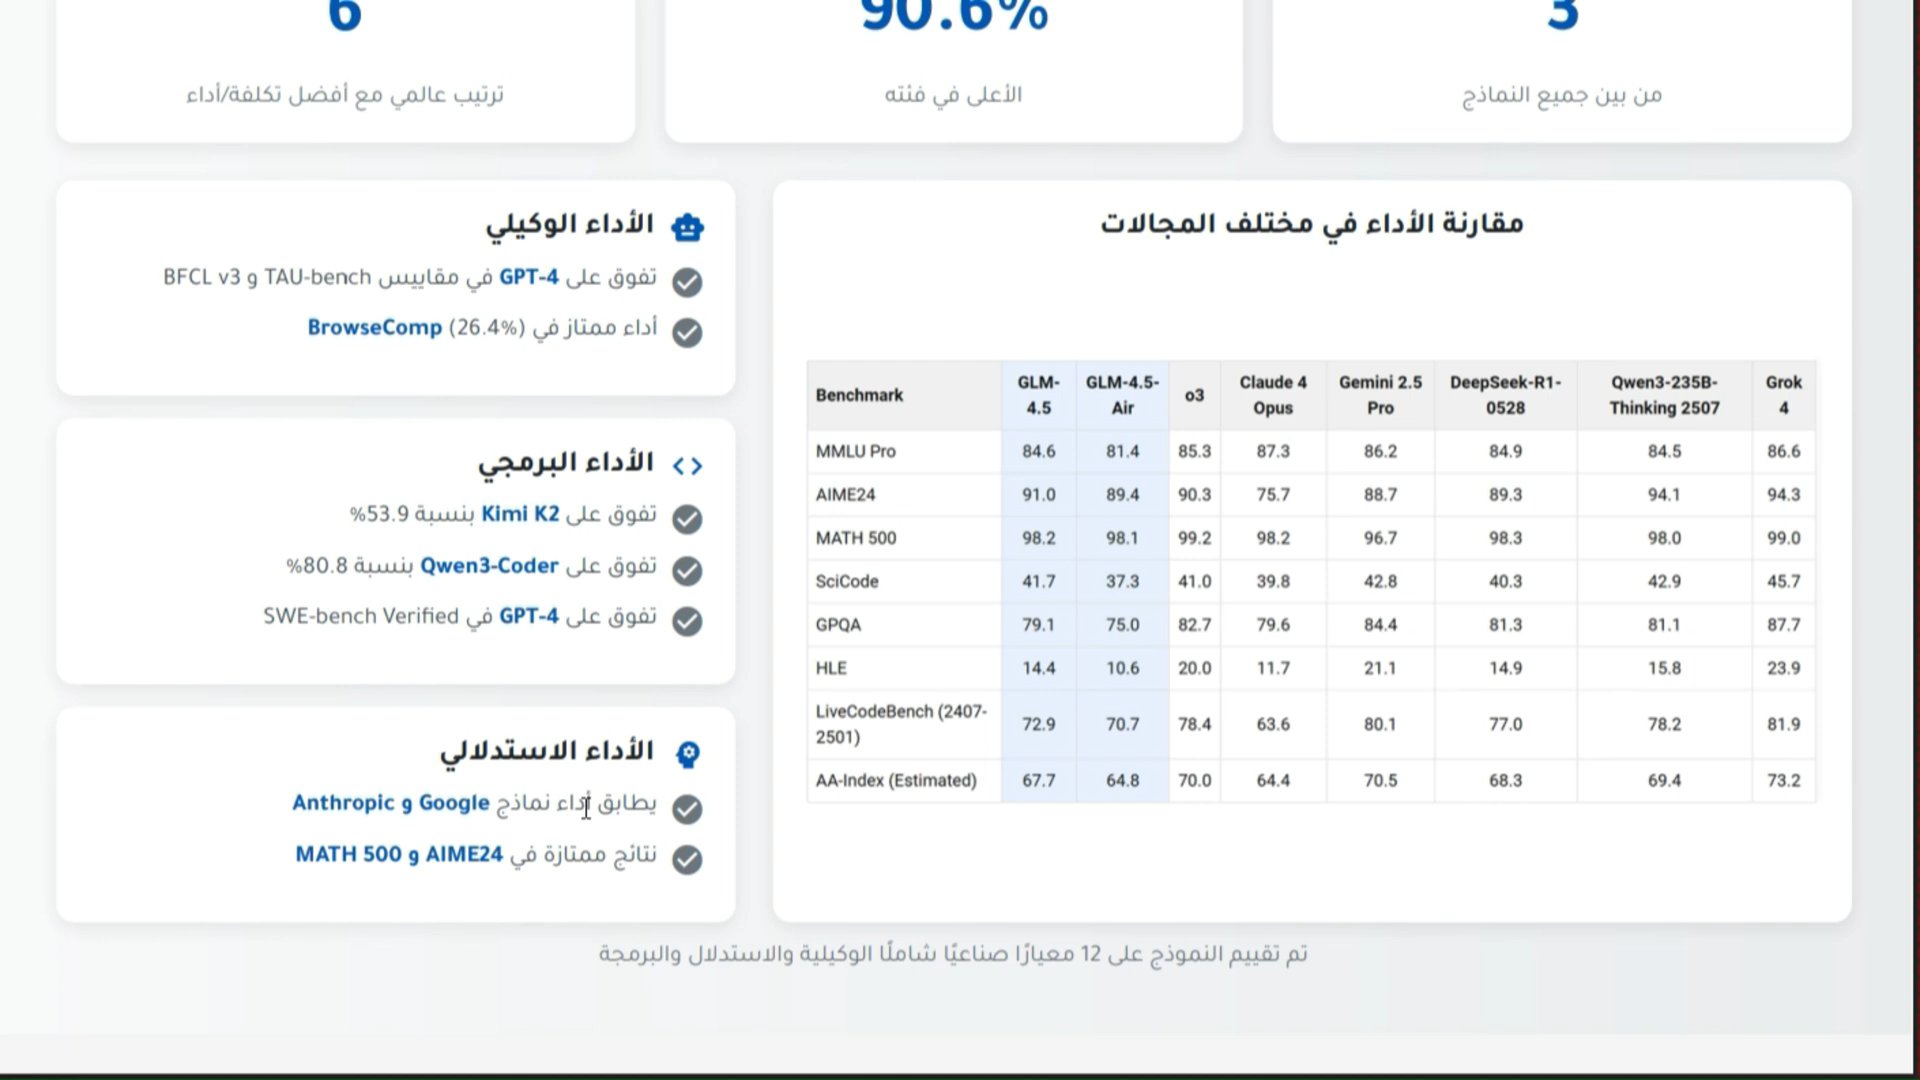 3
90.6%
6
من بين جميع النماذج
الأعلى في فئته
ترتيب عالمي مع أفضل تكلفة/أداء
مقارنة الأداء في مختلف المجالات
Benchmark GLM-4.5 GLM-4.5-Air o3 Claude 4 Opus Gemini 2.5 Pro DeepSeek-R1-0528 Qwen3-235B-Thinking 2507 Grok 4
MMLU Pro 84.6 81.4 85.3 87.3 86.2 84.9 84.5 86.6
AIME24 91.0 89.4 90.3 75.7 88.7 89.3 94.1 94.3
MATH 500 98.2 98.1 99.2 98.2 96.7 98.3 98.0 99.0
SciCode 41.7 37.3 41.0 39.8 42.8 40.3 42.9 45.7
GPQA 79.1 75.0 82.7 79.6 84.4 81.3 81.1 87.7
HLE 14.4 10.6 20.0 11.7 21.1 14.9 15.8 23.9
LiveCodeBench (2407-2501) 72.9 70.7 78.4 63.6 80.1 77.0 78.2 81.9
AA-Index (Estimated) 67.7 64.8 70.0 64.4 70.5 68.3 69.4 73.2
الأداء الوكيلي
تفوق على GPT-4 في مقاييس TAU-bench و BFCL v3
أداء ممتاز في BrowseComp (26.4%)
الأداء البرمجي
تفوق على Kimi K2 بنسبة 53.9%
تفوق على Qwen3-Coder بنسبة 80.8%
تفوق على GPT-4 في SWE-bench Verified
الأداء الاستدلالي
يطابق أداء نماذج Google و Anthropic
نتائج ممتازة في AIME24 و MATH 500
تم تقييم النموذج على 12 معيارًا صناعيًا شاملًا الوكيلية والاستدلال والبرمجة